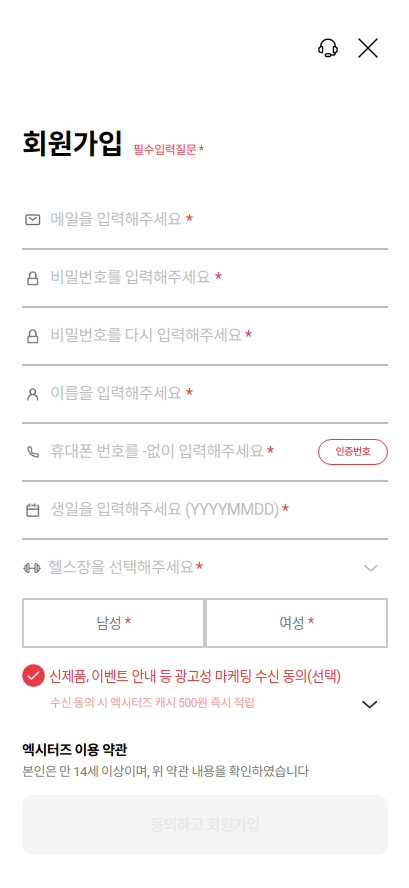 회원가입 필수입력질문 *
메일을 입력해주세요 *
비밀번호를 입력해주세요 *
비밀번호를 다시 입력해주세요 *
이름을 입력해주세요 *
휴대폰 번호를 -없이 입력해주세요 * 인증번호
생일을 입력해주세요 (YYYYMMDD) *
헬스장을 선택해주세요 *
남성 * 여성 *
신제품, 이벤트 안내 등 광고성 마케팅 수신 동의(선택)
수신 동의 시 엑시터즈 캐시 500원 즉시 적립
엑시터즈 이용 약관
본인은 만 14세 이상이며, 위 약관 내용을 확인하였습니다
동의하고 회원가입